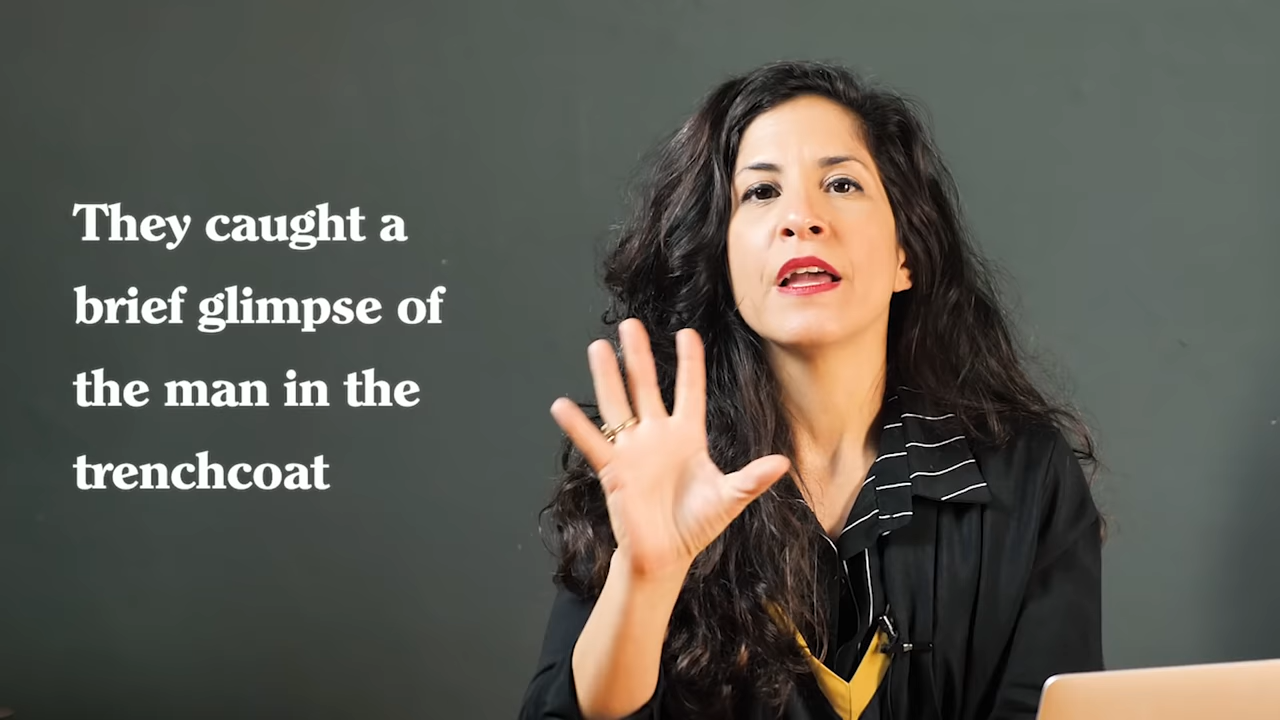 They caught a
brief glimpse of
the man in the
trenchcoat